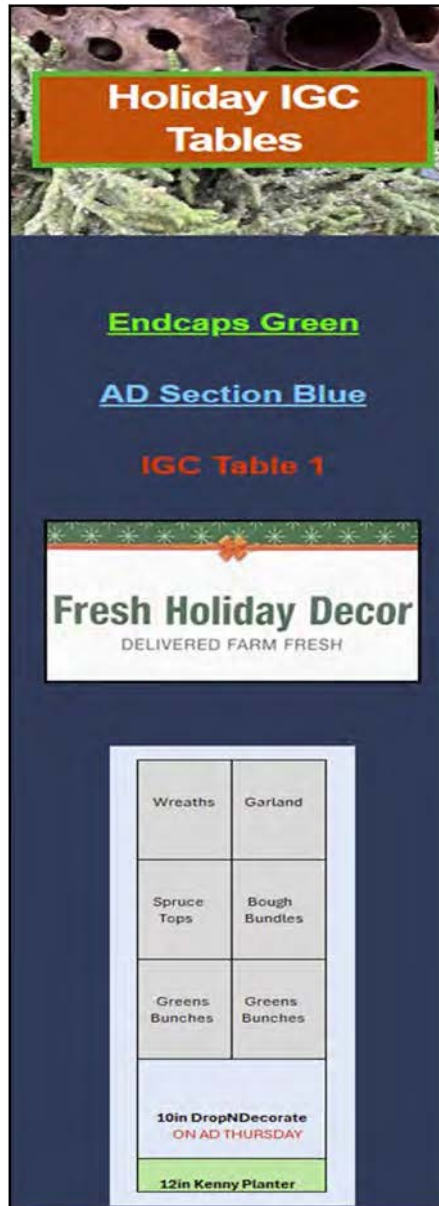 Holiday IGC
Tables
Endcaps Green
AD Section Blue
IGC Table 1
Fresh Holiday Decor
DELIVERED FARM FRESH
Wreaths
Garland
Spruce
Tops
Bough
Bundles
Greens
Bunches
Greens
Bunches
10in DropNDecorate
ON AD THURSDAY
12in Kenny Planter